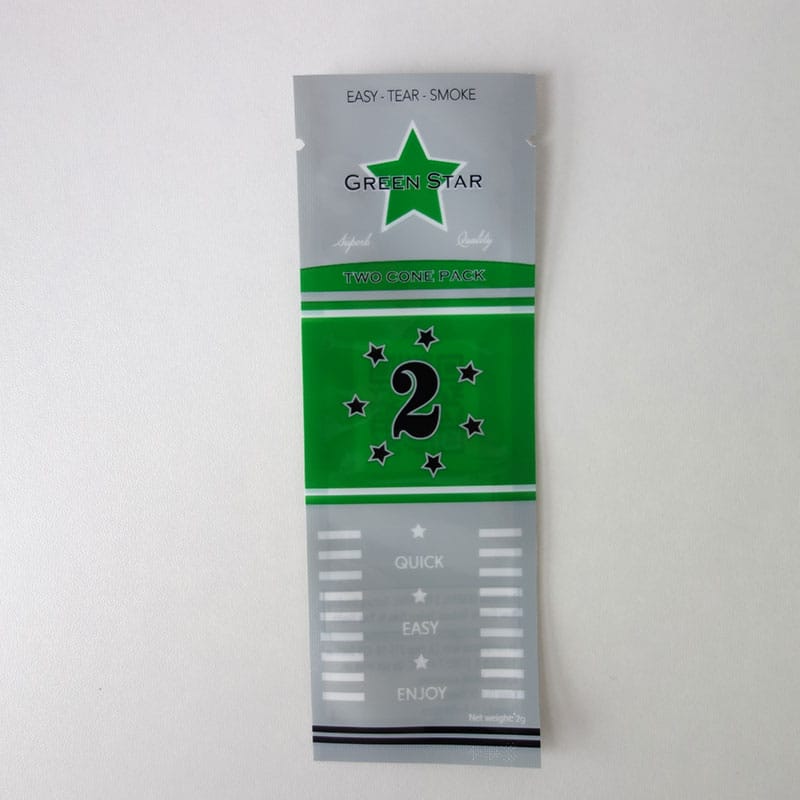 EASY - TEAR - SMOKE
GREEN STAR
Superb Quality
TWO CONE PACK
2
QUICK
EASY
ENJOY
Net weight: 2g